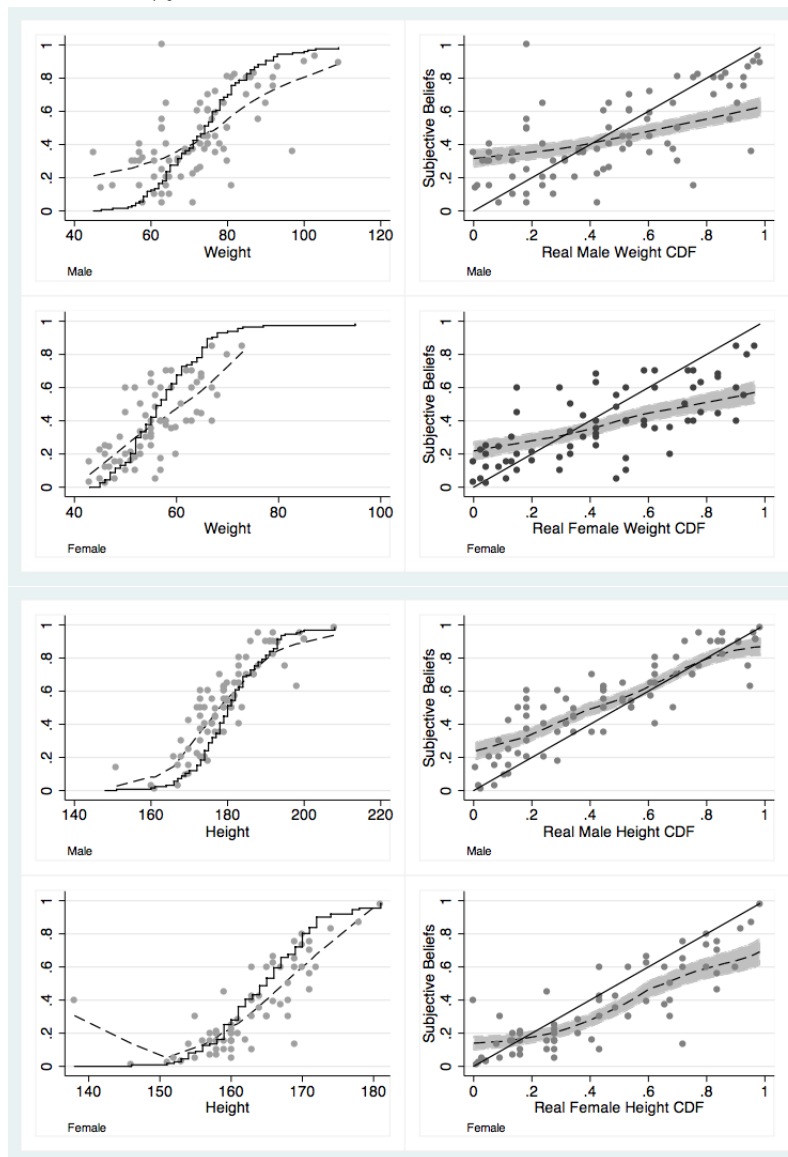 0 .2 .4 .6 .8 1
40 60 80 100 120
Weight
Male
Subjective Beliefs
0 .2 .4 .6 .8 1
0 .2 .4 .6 .8 1
Real Male Weight CDF
Male
0 .2 .4 .6 .8 1
40 60 80 100
Weight
Female
Subjective Beliefs
0 .2 .4 .6 .8 1
0 .2 .4 .6 .8 1
Real Female Weight CDF
Female
0 .2 .4 .6 .8 1
140 160 180 200 220
Height
Male
Subjective Beliefs
0 .2 .4 .6 .8 1
0 .2 .4 .6 .8 1
Real Male Height CDF
Male
0 .2 .4 .6 .8 1
140 150 160 170 180
Height
Female
Subjective Beliefs
0 .2 .4 .6 .8 1
0 .2 .4 .6 .8 1
Real Female Height CDF
Female